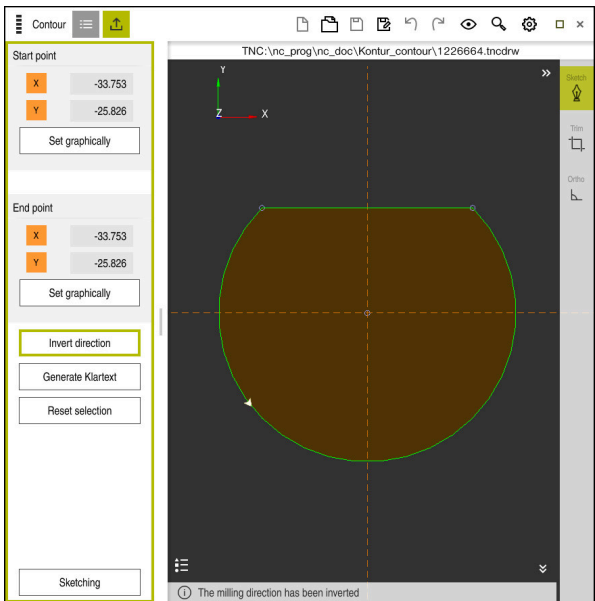 Contour
TNC:\nc_prog\nc_doc\Kontur_contour\1226664.tncdrw
Start point
X -33.753
Y -25.826
Set graphically
End point
X -33.753
Y -25.826
Set graphically
Invert direction
Generate Klartext
Reset selection
Sketching
Y
Z X
Sketch
Trim
Ortho
The milling direction has been inverted